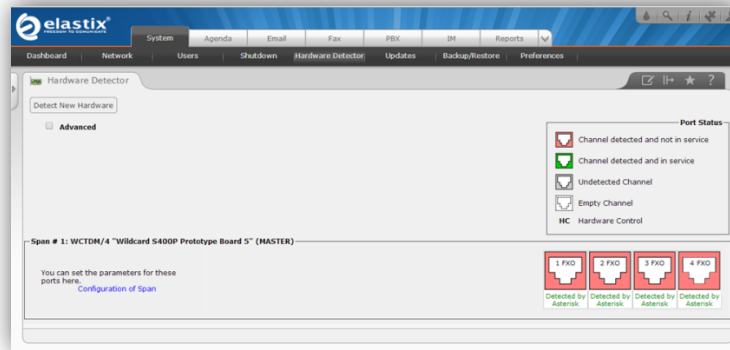 elastix®
FREEDOM TO COMMUNICATE
System Agenda Email Fax PBX IM Reports
Dashboard Network Users Shutdown Hardware Detector Updates Backup/Restore Preferences
Hardware Detector
Detect New Hardware
Advanced
Port Status
Channel detected and not in service
Channel detected and in service
Undetected Channel
Empty Channel
HC Hardware Control
Span # 1: WCTDM/4 "Wildcard S400P Prototype Board 5" (MASTER)
1 FXO 2 FXO 3 FXO 4 FXO
You can set the parameters for these
ports here.
Configuration of Span
Detected by Detected by Detected by Detected by
Asterisk Asterisk Asterisk Asterisk